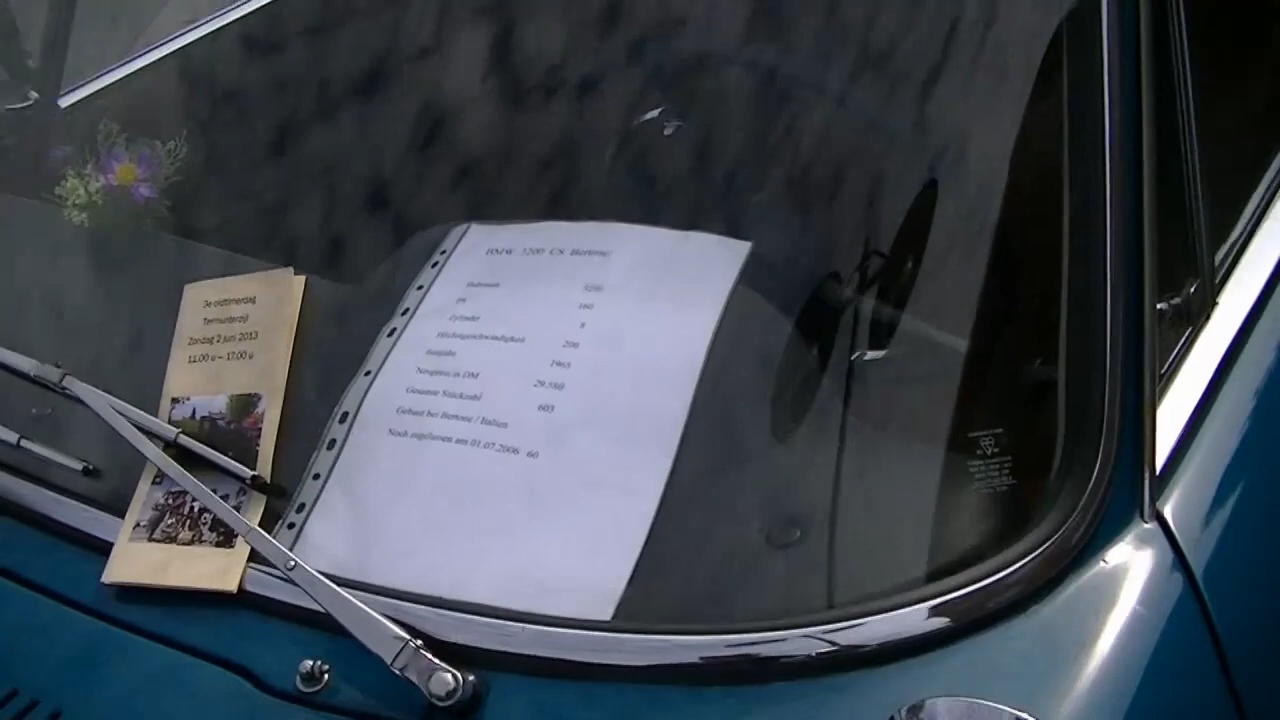 3e oldtimerdag
Termunterzijl
Zondag 2 juni 2013
11.00 u – 17.00 u
BMW 3200 CS Bertone
Hubraum 3200
PS 160
Zylinder 8
Höchstgeschwindigkeit 200
Baujahr 1965
Neupreis in DM 29.580
Gesamte Stückzahl 603
Gebaut bei Bertone / Italien
Noch zugelassen am 01.07.2006 60